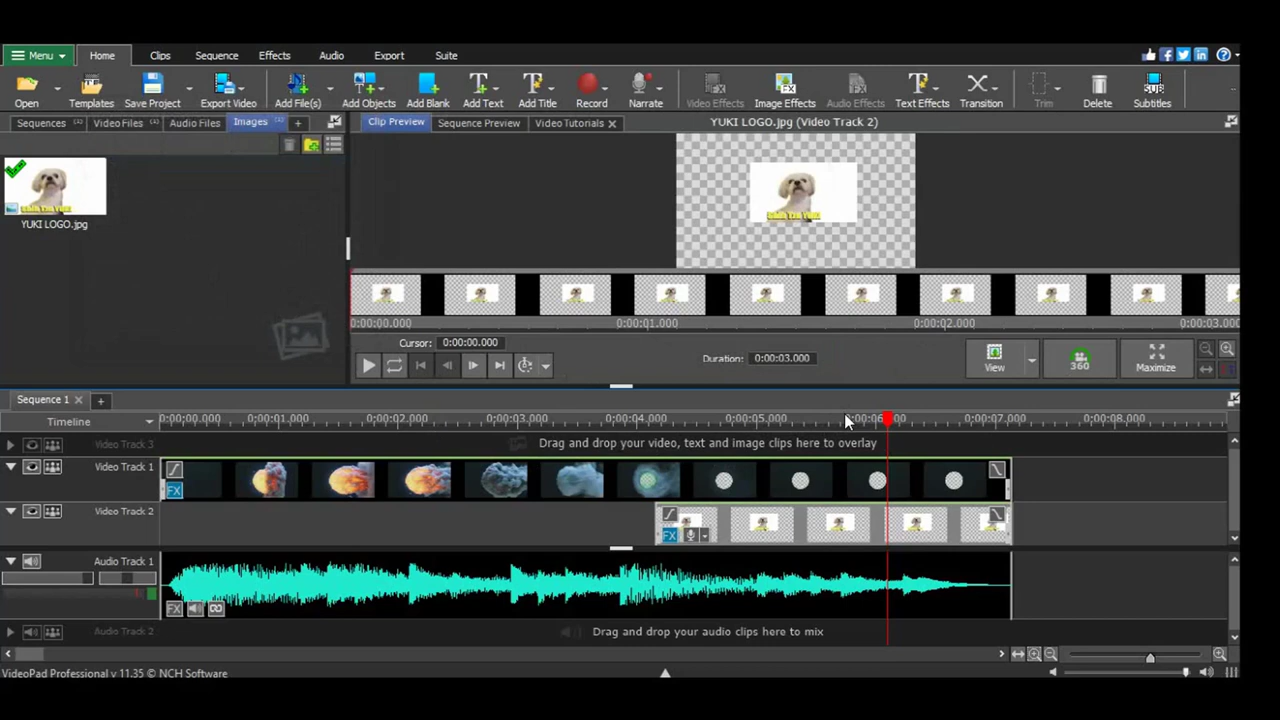 Menu Home Clips Sequence Effects Audio Export Suite
Open Templates Save Project Export Video Add File(s) Add Objects Add Blank Add Text Add Title Record Narrate Video Effects Image Effects Audio Effects Text Effects Transition Trim Delete Subtitles
Sequences Video Files Audio Files Images + Clip Preview Sequence Preview Video Tutorials YUKI LOGO.jpg (Video Track 2)
YUKI LOGO.jpg
0:00:00.000 0:00:01.000 0:00:02.000 0:00:03.000
Cursor: 0:00:00.000
Duration: 0:00:03.000
View 360 Maximize
Sequence 1 +
Timeline 0:00:00.000 0:00:01.000 0:00:02.000 0:00:03.000 0:00:04.000 0:00:05.000 0:00:07.000 0:00:08.000
Video Track 3 Drag and drop your video, text and image clips here to overlay
Video Track 1
FX
Video Track 2
FX
Audio Track 1
FX
Audio Track 2 Drag and drop your audio clips here to mix
VideoPad Professional v 11.35 © NCH Software